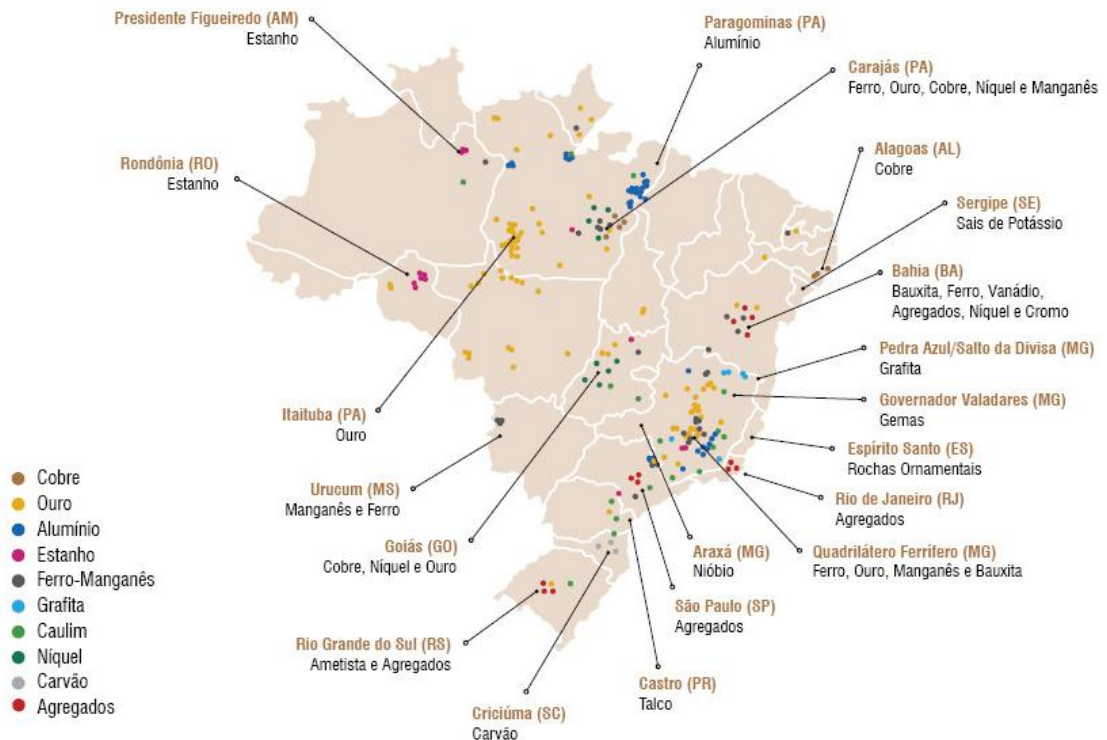 Presidente Figueiredo (AM)
Estanho
Paragominas (PA)
Alumínio
Carajás (PA)
Ferro, Ouro, Cobre, Níquel e Manganês
Rondônia (RO)
Estanho
Alagoas (AL)
Cobre
Sergipe (SE)
Sais de Potássio
Bahia (BA)
Bauxita, Ferro, Vanádio,
Agregados, Níquel e Cromo
Pedra Azul/Salto da Divisa (MG)
Grafita
Governador Valadares (MG)
Gemas
Itaituba (PA)
Ouro
Espírito Santo (ES)
Rochas Ornamentais
Urucum (MS)
Manganês e Ferro
Rio de Janeiro (RJ)
Agregados
Goiás (GO)
Cobre, Níquel e Ouro
Araxá (MG)
Nióbio
Quadrilátero Ferrífero (MG)
Ferro, Ouro, Manganês e Bauxita
São Paulo (SP)
Agregados
Rio Grande do Sul (RS)
Ametista e Agregados
Castro (PR)
Talco
Criciúma (SC)
Carvão
Cobre
Ouro
Alumínio
Estanho
Ferro-Manganês
Grafita
Caulim
Níquel
Carvão
Agregados